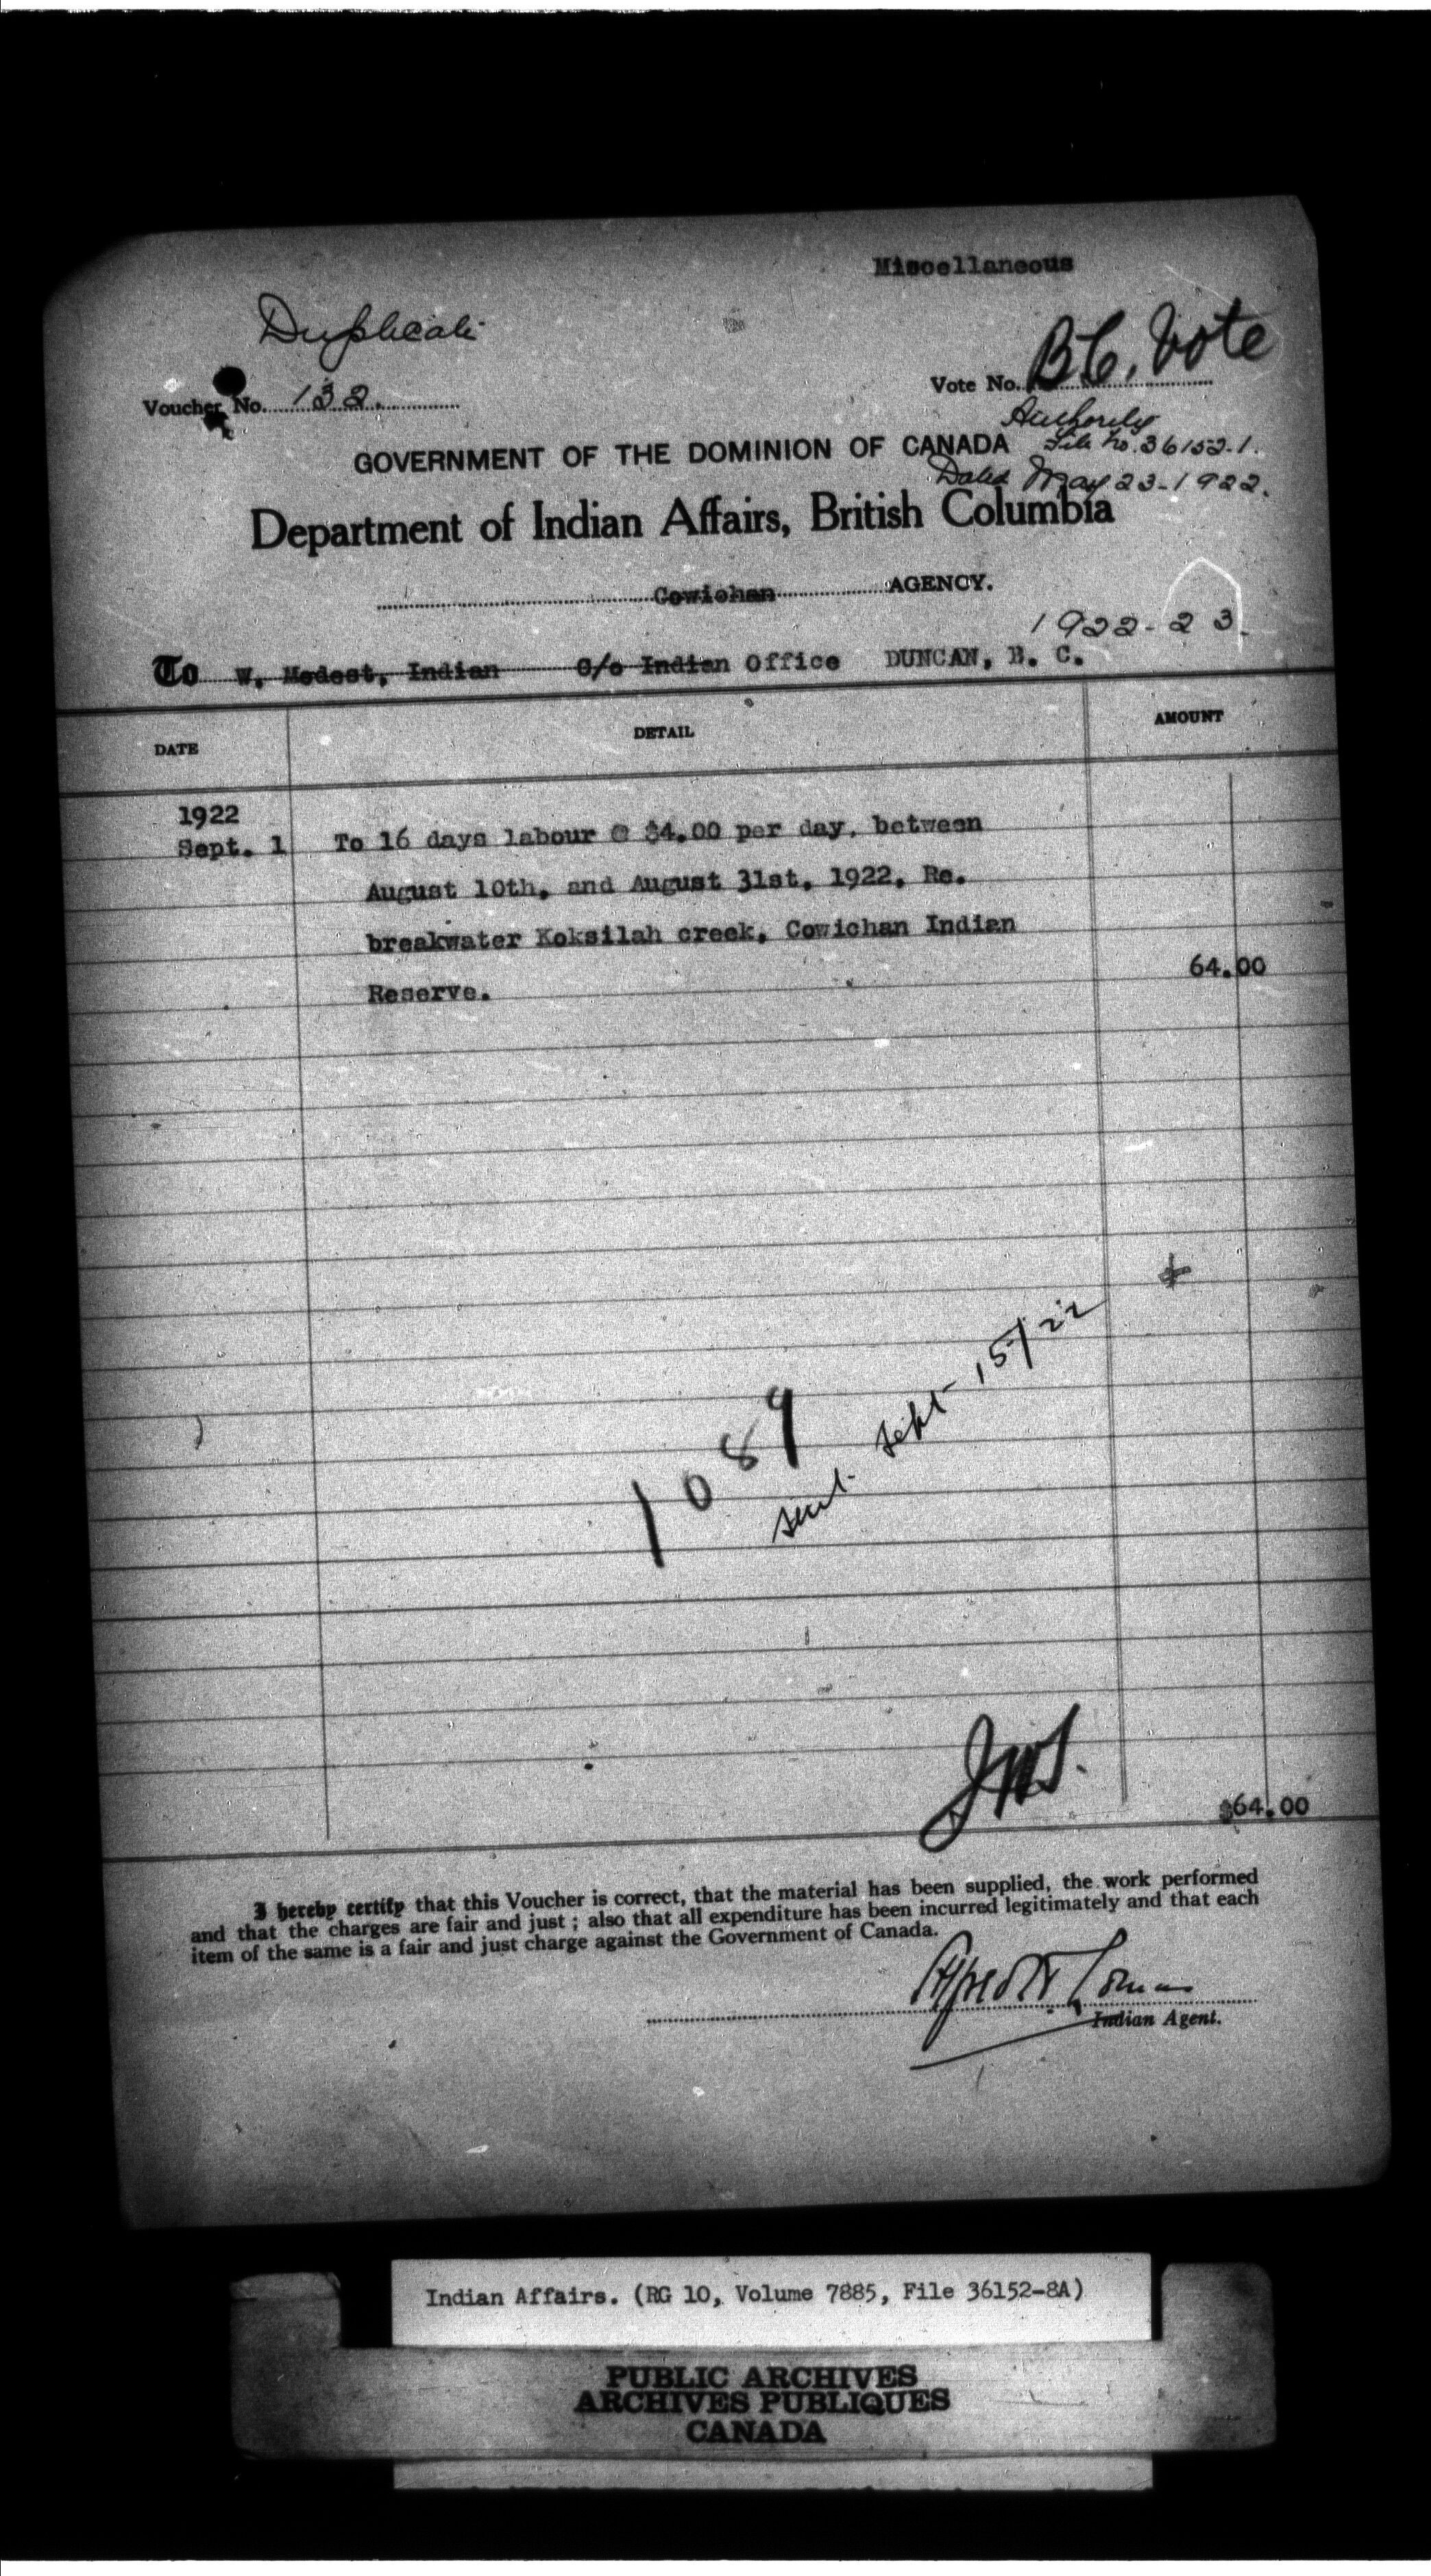 Miscellaneous
Duplicate
Vote No. B.C. Vote
Voucher No. 132.
Authority
File No. 36152-1.
GOVERNMENT OF THE DOMINION OF CANADA
Dated May 23-1922.
Department of Indian Affairs, British Columbia
Cowichan AGENCY.
1922-23.
To W. Modest, Indian C/o Indian Office DUNCAN, B. C.
DATE DETAIL AMOUNT
1922
Sept. 1 To 16 days labour @ $4.00 per day, between
August 10th, and August 31st, 1922, Re.
breakwater Koksilah creek, Cowichan Indian
Reserve. 64.00
1089
sent Sept 15/22
$64.00
I hereby certify that this Voucher is correct, that the material has been supplied, the work performed
and that the charges are fair and just; also that all expenditure has been incurred legitimately and that each
item of the same is a fair and just charge against the Government of Canada.
Indian Agent.
Indian Affairs. (RG 10, Volume 7885, File 36152-8A)
PUBLIC ARCHIVES
ARCHIVES PUBLIQUES
CANADA